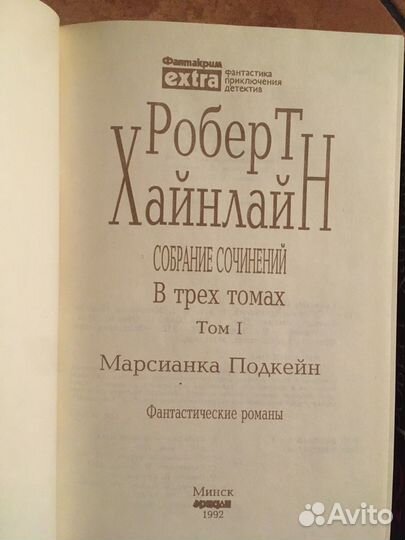 Фантакрим
extra
фантастика
приключения
детектив
Роберт
Хайнлайн
СОБРАНИЕ СОЧИНЕНИЙ
В трех томах
Том I
Марсианка Подкейн
Фантастические романы
Минск
1992
Avito